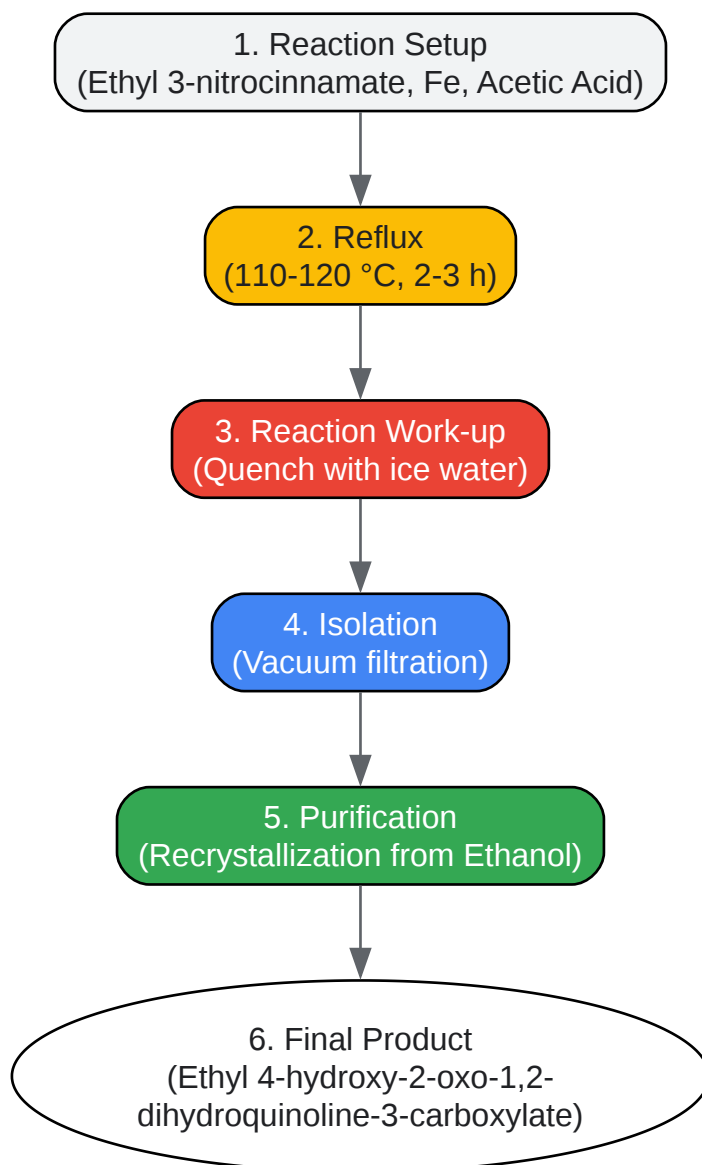 1. Reaction Setup
(Ethyl 3-nitrocinnamate, Fe, Acetic Acid)
2. Reflux
(110-120 °C, 2-3 h)
3. Reaction Work-up
(Quench with ice water)
4. Isolation
(Vacuum filtration)
5. Purification
(Recrystallization from Ethanol)
6. Final Product
(Ethyl 4-hydroxy-2-oxo-1,2-
dihydroquinoline-3-carboxylate)